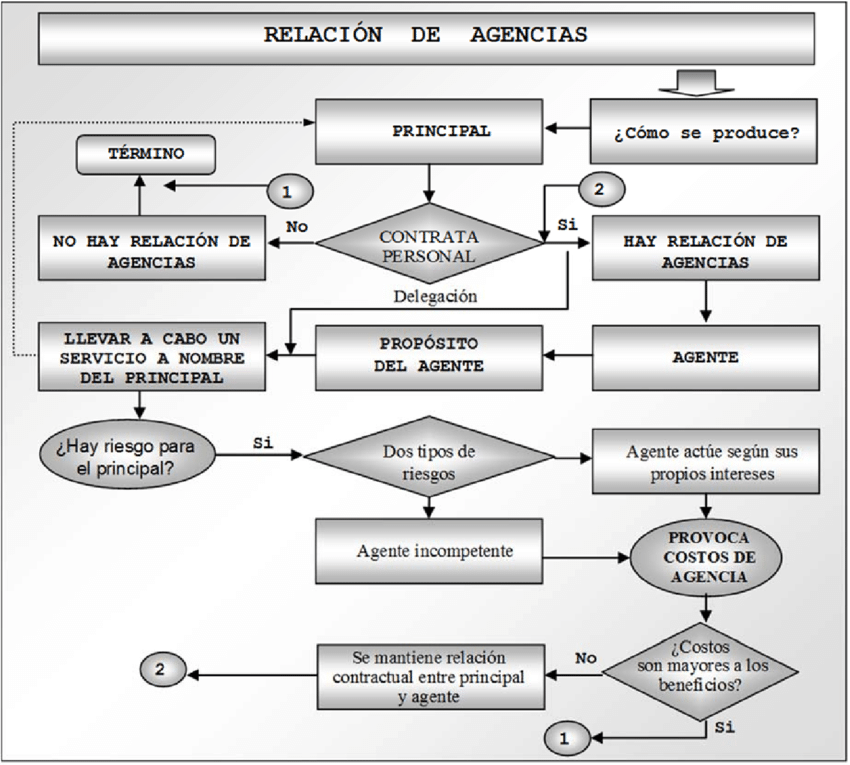 RELACIÓN DE AGENCIAS
PRINCIPAL
¿Cómo se produce?
TÉRMINO
1
2
No
CONTRATA
PERSONAL
Si
NO HAY RELACIÓN DE
AGENCIAS
HAY RELACIÓN DE
AGENCIAS
Delegación
LLEVAR A CABO UN
SERVICIO A NOMBRE
DEL PRINCIPAL
PROPÓSITO
DEL AGENTE
AGENTE
¿Hay riesgo para
el principal?
Si
Dos tipos de
riesgos
Agente actúe según sus
propios intereses
Agente incompetente
PROVOCA
COSTOS DE
AGENCIA
2
Se mantiene relación
contractual entre principal
y agente
No
¿Costos
son mayores a los
beneficios?
Si
1